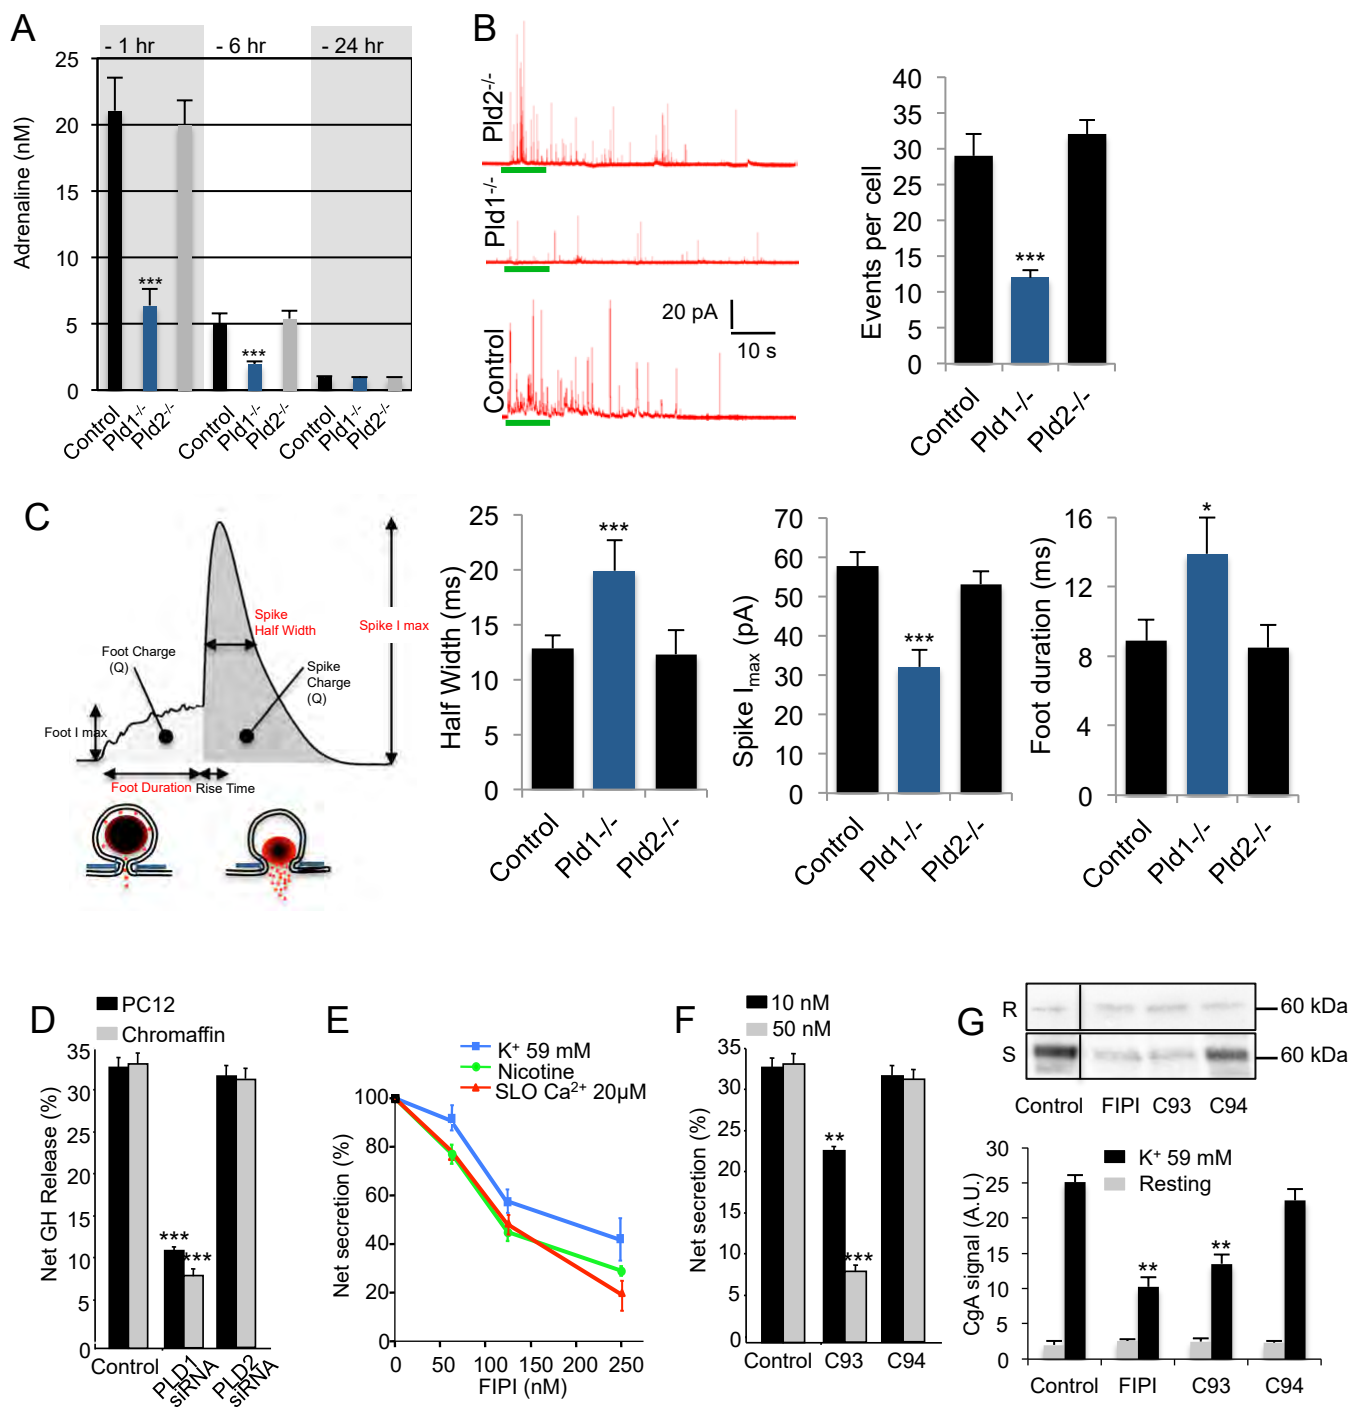 A
- 1 hr
- 6 hr
- 24 hr
Adrenaline (nM)
25
20
15
10
5
0
Control
Pld1-/-
Pld2-/-
Control
Pld1-/-
Pld2-/-
Control
Pld1-/-
Pld2-/-
***
***
B
Pld2-/-
Pld1-/-
Control
20 pA
10 s
Events per cell
40
35
30
25
20
15
10
5
0
***
Control
Pld1-/-
Pld2-/-
C
Spike
Half Width
Spike I max
Foot Charge
(Q)
Spike
Charge
(Q)
Foot I max
Foot Duration
Rise Time
Half Width (ms)
25
20
15
10
5
0
***
Control
Pld1-/-
Pld2-/-
Spike Imax (pA)
70
60
50
40
30
20
10
0
***
Control
Pld1-/-
Pld2-/-
Foot duration (ms)
16
12
8
4
0
*
Control
Pld1-/-
Pld2-/-
D
PC12
Chromaffin
Net GH Release (%)
35
30
25
20
15
10
5
0
***
***
Control
PLD1
siRNA
PLD2
siRNA
E
K+ 59 mM
Nicotine
SLO Ca2+ 20µM
Net secretion (%)
100
80
60
40
20
0
0
50
100
150
200
250
FIPI (nM)
F
10 nM
50 nM
Net secretion (%)
35
30
25
20
15
10
5
0
**
***
Control
C93
C94
G
R
60 kDa
S
60 kDa
Control
FIPI
C93
C94
K+ 59 mM
Resting
CgA signal (A.U.)
30
25
20
15
10
5
0
**
**
Control
FIPI
C93
C94